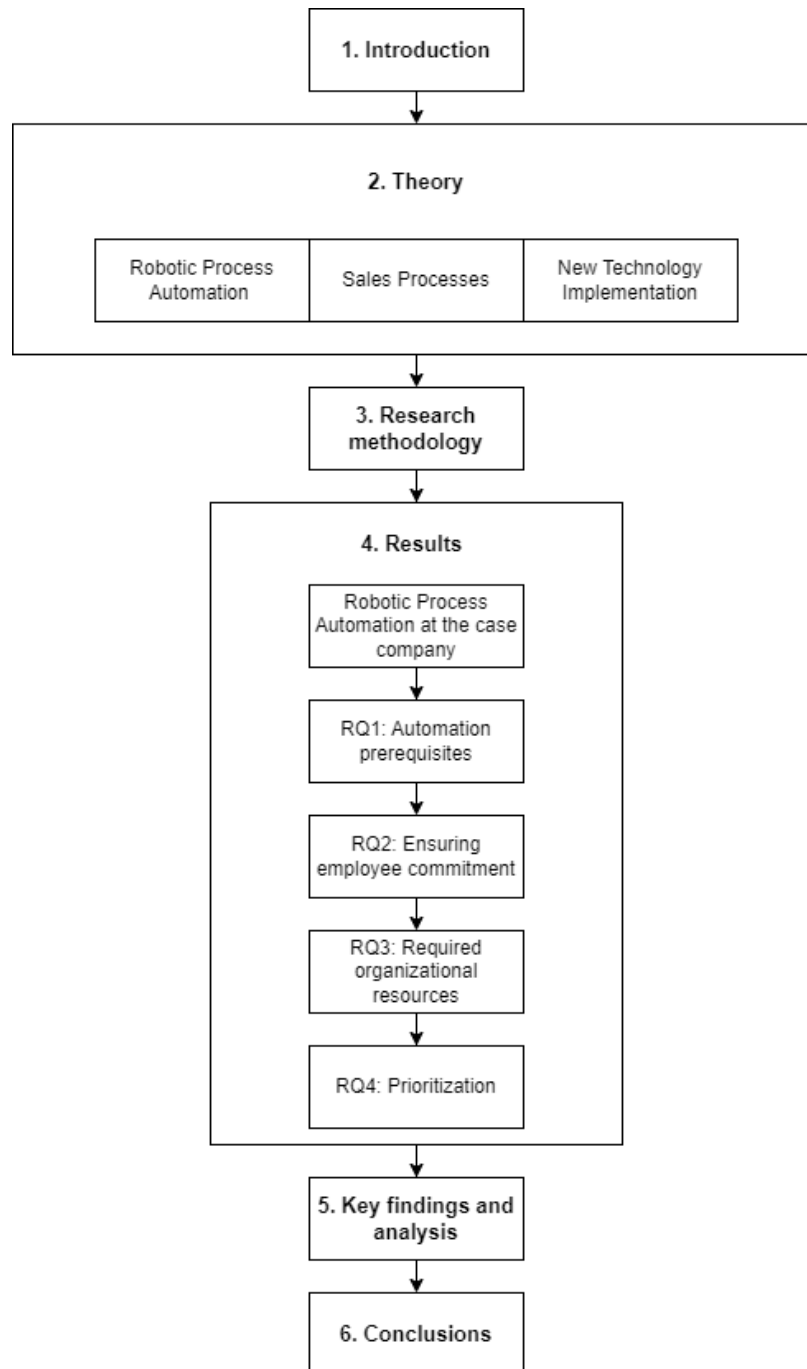 1. Introduction
2. Theory
Robotic Process
Automation
Sales Processes
New Technology
Implementation
3. Research
methodology
4. Results
Robotic Process
Automation at the case
company
RQ1: Automation
prerequisites
RQ2: Ensuring
employee commitment
RQ3: Required
organizational
resources
RQ4: Prioritization
5. Key findings and
analysis
6. Conclusions